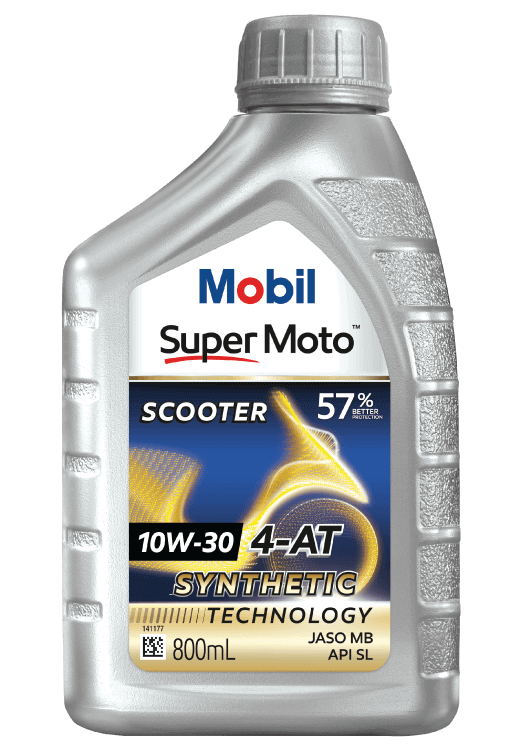 Mobil
Super Moto™
SCOOTER
57%
BETTER
PROTECTION
10W-30 4-AT
SYNTHETIC
TECHNOLOGY
141177
800mL
JASO MB
API SL